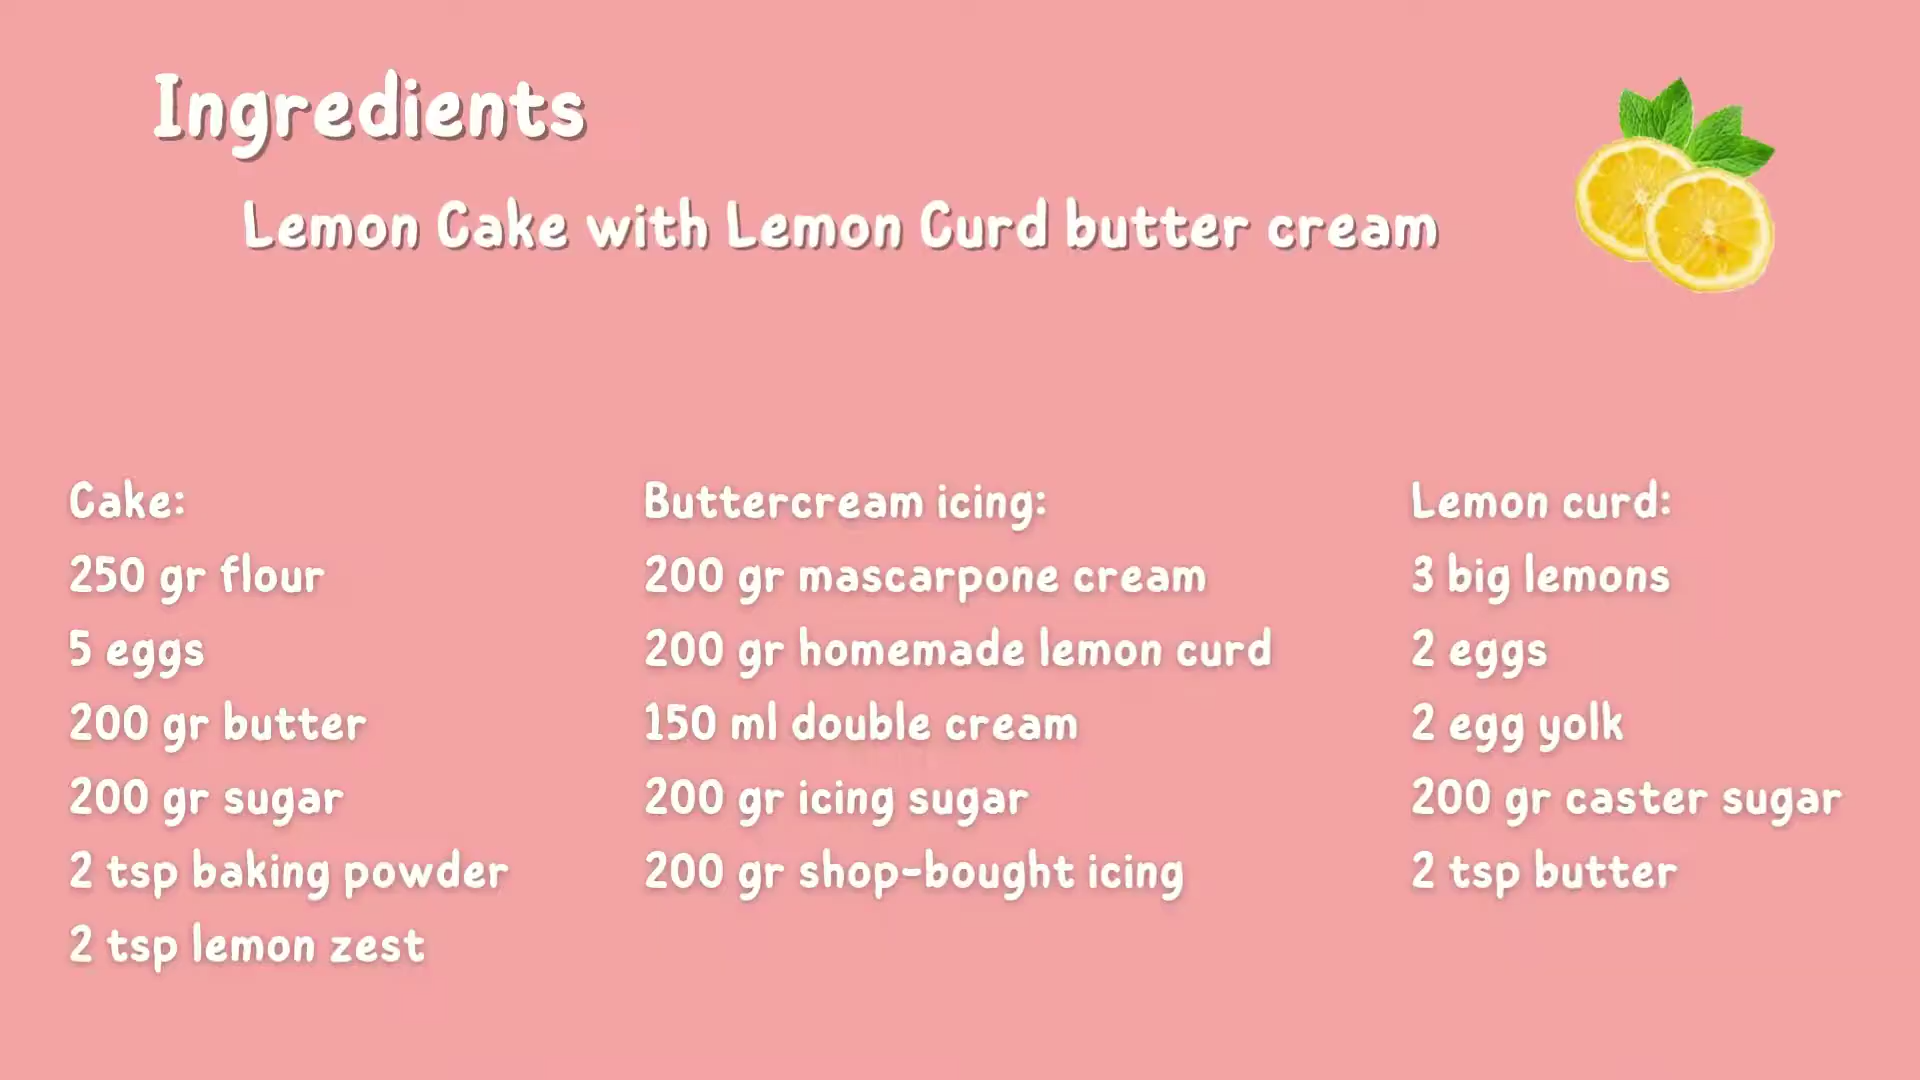 Ingredients
Lemon Cake with Lemon Curd butter cream
Cake:
250 gr flour
5 eggs
200 gr butter
200 gr sugar
2 tsp baking powder
2 tsp lemon zest
Buttercream icing:
200 gr mascarpone cream
200 gr homemade lemon curd
150 ml double cream
200 gr icing sugar
200 gr shop-bought icing
Lemon curd:
3 big lemons
2 eggs
2 egg yolk
200 gr caster sugar
2 tsp butter